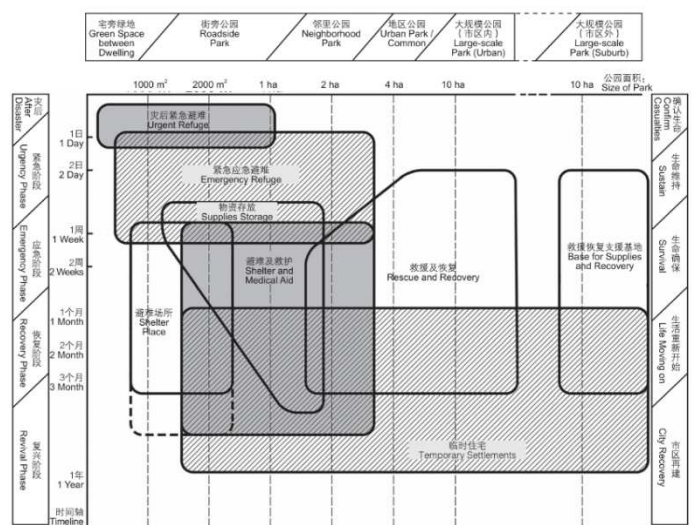 宅旁绿地
Green Space
between
Dwelling
街旁公园
Roadside
Park
邻里公园
Neighborhood
Park
地区公园
Urban Park /
Common
大规模公园
(市区内)
Large-scale
Park (Urban)
大规模公园
(市区外)
Large-scale
Park (Suburb)
1000 m²
2000 m²
1 ha
2 ha
4 ha
10 ha
10 ha
公园面积
Size of Park
灾后
After
Disaster
紧急阶段
Urgency Phase
应急阶段
Emergency Phase
恢复阶段
Recovery Phase
复兴阶段
Revival Phase
1日
1 Day
2日
2 Day
1周
1 Week
2周
2 Weeks
1个月
1 Month
2个月
2 Month
3个月
3 Month
1年
1 Year
时间轴
Timeline
灾后紧急避难
Urgent Refuge
紧急应急避难
Emergency Refuge
物资存放
Supplies Storage
避难及救护
Shelter and
Medical Aid
避难场所
Shelter
Place
救援及恢复
Rescue and Recovery
救援恢复支援基地
Base for Supplies
and Recovery
临时住宅
Temporary Settlements
确认生命
Confirm
Casualties
生命维持
Sustain
生命确保
Survival
生活重新开始
Life Moving on
市区再建
City Recovery